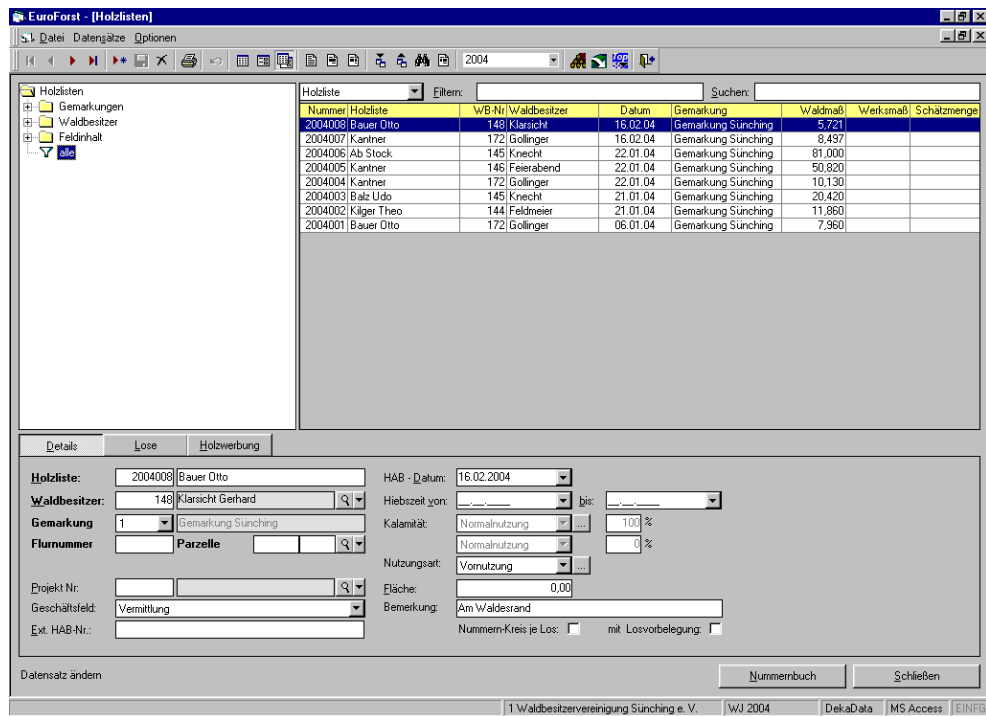 EuroForst - [Holzlisten]
Datei Datensätze Optionen
2004
Holzlisten
Gemarkungen
Waldbesitzer
Feldinhalt
alle
Holzliste Filtern: Suchen:
Nummer Holzliste WB-Nr Waldbesitzer Datum Gemarkung Waldmaß Werksmaß Schätzmenge
2004008 Bauer Otto 148 Klarsicht 16.02.04 Gemarkung Sünching 5,721
2004007 Kantner 172 Gollinger 16.02.04 Gemarkung Sünching 8,497
2004006 Ab Stock 145 Knecht 22.01.04 Gemarkung Sünching 81,000
2004005 Kantner 146 Feierabend 22.01.04 Gemarkung Sünching 50,820
2004004 Kantner 172 Gollinger 22.01.04 Gemarkung Sünching 10,130
2004003 Balz Udo 145 Knecht 21.01.04 Gemarkung Sünching 20,420
2004002 Kilger Theo 144 Feldmeier 21.01.04 Gemarkung Sünching 11,860
2004001 Bauer Otto 172 Gollinger 06.01.04 Gemarkung Sünching 7,960
Details Lose Holzwerbung
Holzliste: 2004008 Bauer Otto HAB - Datum: 16.02.2004
Waldbesitzer: 148 Klarsicht Gerhard Hiebszeit von: __.__.____ bis: __.__.____
Gemarkung 1 Gemarkung Sünching Kalamität: Normalnutzung ... 100 %
Flurnummer Parzelle Normalnutzung 0 %
Nutzungsart: Vornutzung ...
Projekt Nr: Fläche: 0,00
Geschäftsfeld: Vermittlung Bemerkung: Am Waldesrand
Ext. HAB-Nr.: Nummern-Kreis je Los: mit Losvorbelegung:
Datensatz ändern Nummernbuch Schließen
1 Waldbesitzervereinigung Sünching e. V. WJ 2004 DekaData MS Access EINFG